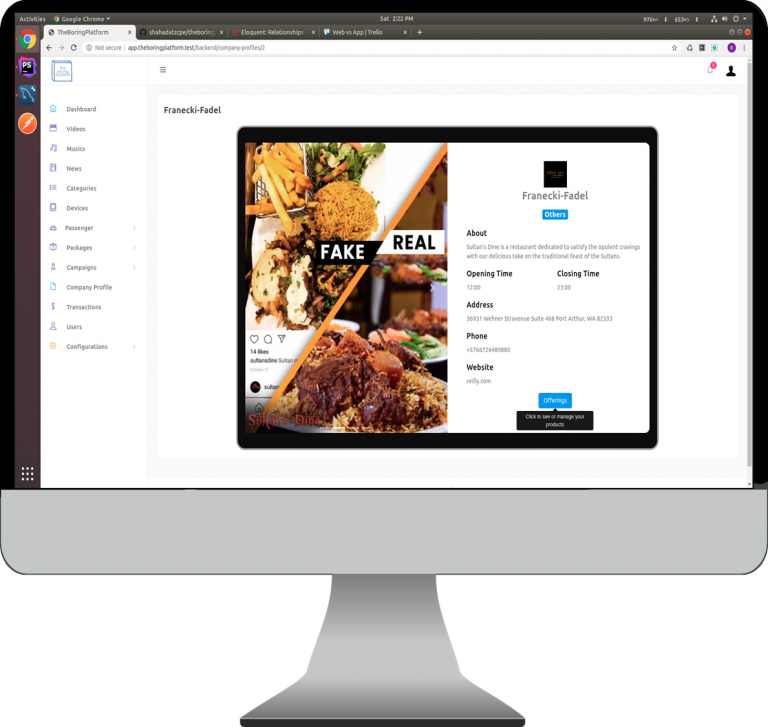 Activities
Google Chrome
Sat 2:22 PM
TheBoringPlatform
shahadatzcpe/theboring
Eloquent: Relationships
Web vs App | Trello
Not secure | app.theboringplatform.test/backend/company-profiles/2
Dashboard
Videos
Musics
News
Categories
Devices
Passenger
Packages
Campaigns
Company Profile
Transactions
Users
Configurations
Franecki-Fadel
FAKE
REAL
14 likes
sultansdine Sultan
October 17
sultan
Sultan's Dine
Franecki-Fadel
Others
About
Sultan's Dine is a restaurant dedicated to satisfy the opulent cravings
with our delicious take on the traditional feast of the Sultans.
Opening Time Closing Time
12:00 23:00
Address
36931 Wehner Stravenue Suite 468 Port Arthur, WA 82333
Phone
+5766726489880
Website
reilly.com
Offerings
Click to see or manage your
products